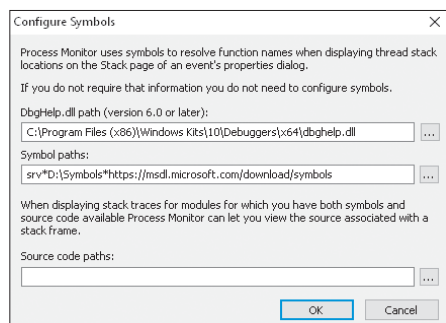 Configure Symbols
Process Monitor uses symbols to resolve function names when displaying thread stack
locations on the Stack page of an event's properties dialog.
If you do not require that information you do not need to configure symbols.
DbgHelp.dll path (version 6.0 or later):
C:\Program Files (x86)\Windows Kits\10\Debuggers\x64\dbghelp.dll
...
Symbol paths:
srv*D:\Symbols*https://msdl.microsoft.com/download/symbols
...
When displaying stack traces for modules for which you have both symbols and
source code available Process Monitor can let you view the source associated with a
stack frame.
Source code paths:
...
OK Cancel